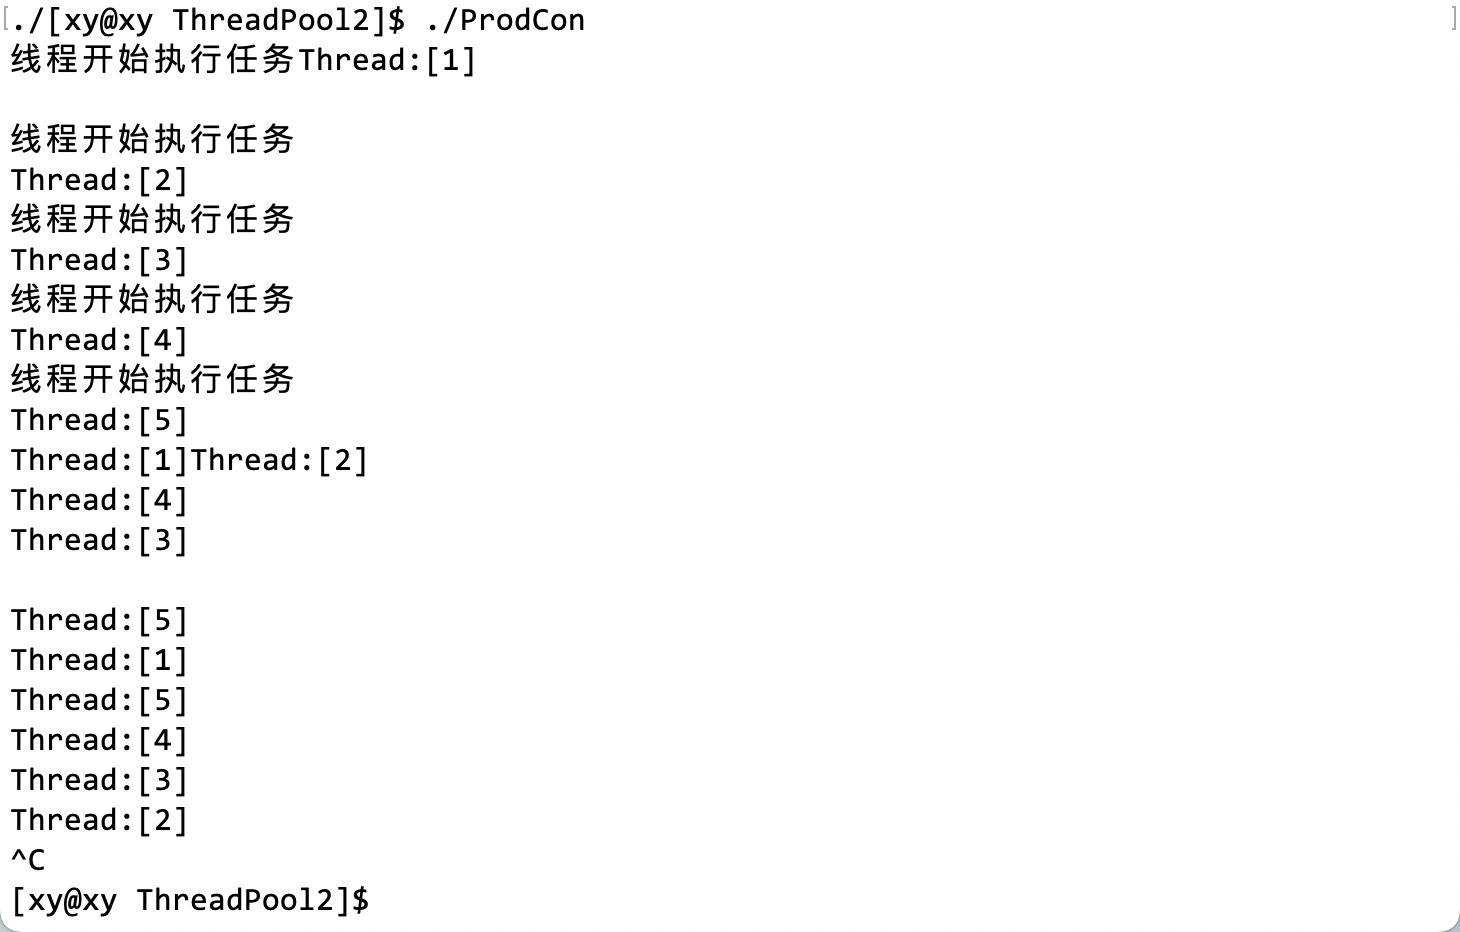 [./[xy@xy ThreadPool2]$ ./ProdCon ]
线程开始执行任务Thread:[1]
线程开始执行任务
Thread:[2]
线程开始执行任务
Thread:[3]
线程开始执行任务
Thread:[4]
线程开始执行任务
Thread:[5]
Thread:[1]Thread:[2]
Thread:[4]
Thread:[3]
Thread:[5]
Thread:[1]
Thread:[5]
Thread:[4]
Thread:[3]
Thread:[2]
^C
[xy@xy ThreadPool2]$